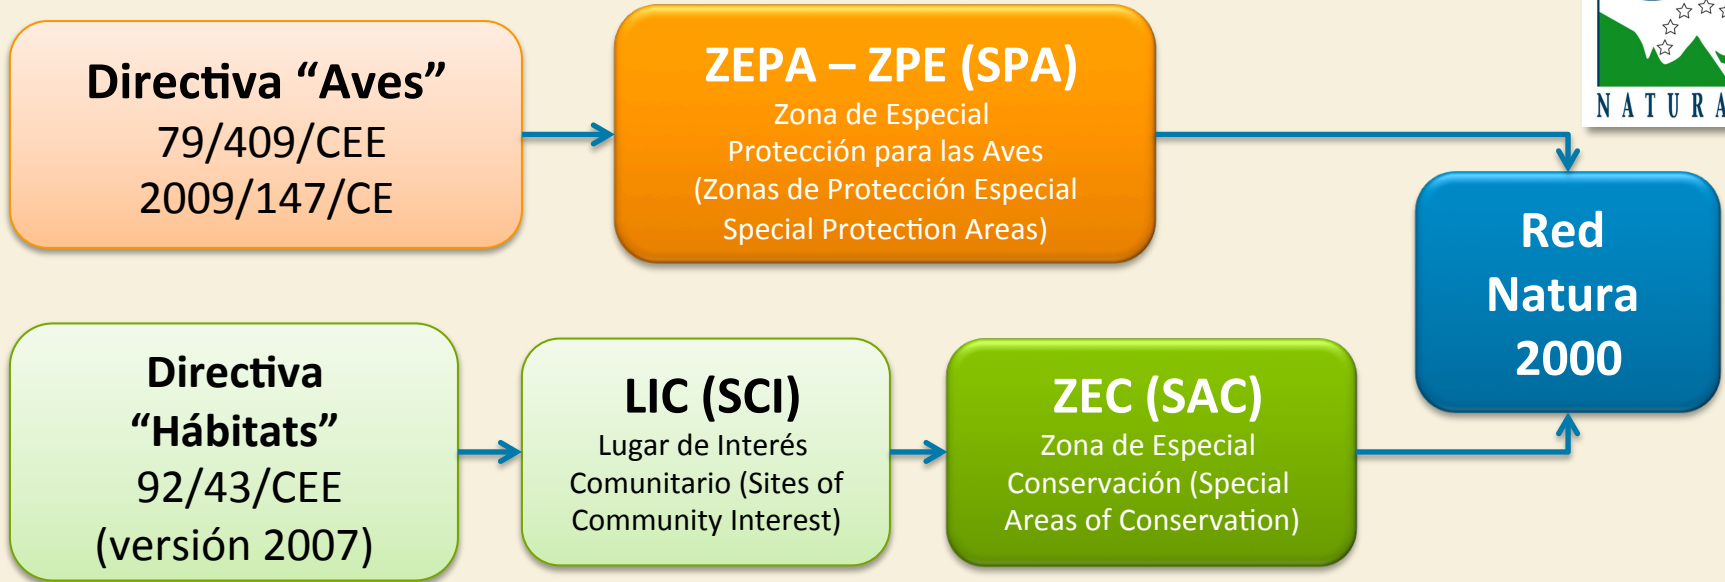 Directiva “Aves”
79/409/CEE
2009/147/CE
ZEPA – ZPE (SPA)
Zona de Especial
Protección para las Aves
(Zonas de Protección Especial
Special Protection Areas)
NATURA
Red
Natura
2000
Directiva
“Hábitats”
92/43/CEE
(versión 2007)
LIC (SCI)
Lugar de Interés
Comunitario (Sites of
Community Interest)
ZEC (SAC)
Zona de Especial
Conservación (Special
Areas of Conservation)